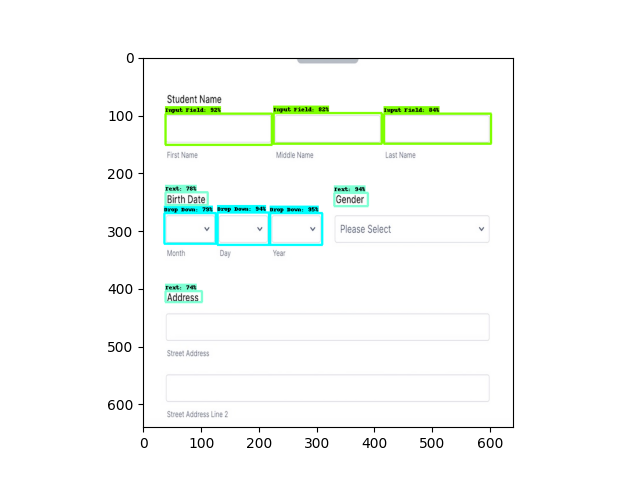 0
100
200
300
400
500
600
Student Name
Input Field: 92% Input Field: 82% Input Field: 84%
First Name Middle Name Last Name
Text: 78% Text: 94%
Birth Date Gender
Drop Down: 79% Drop Down: 94% Drop Down: 95%
Please Select
Month Day Year
Text: 74%
Address
Street Address
Street Address Line 2
0 100 200 300 400 500 600